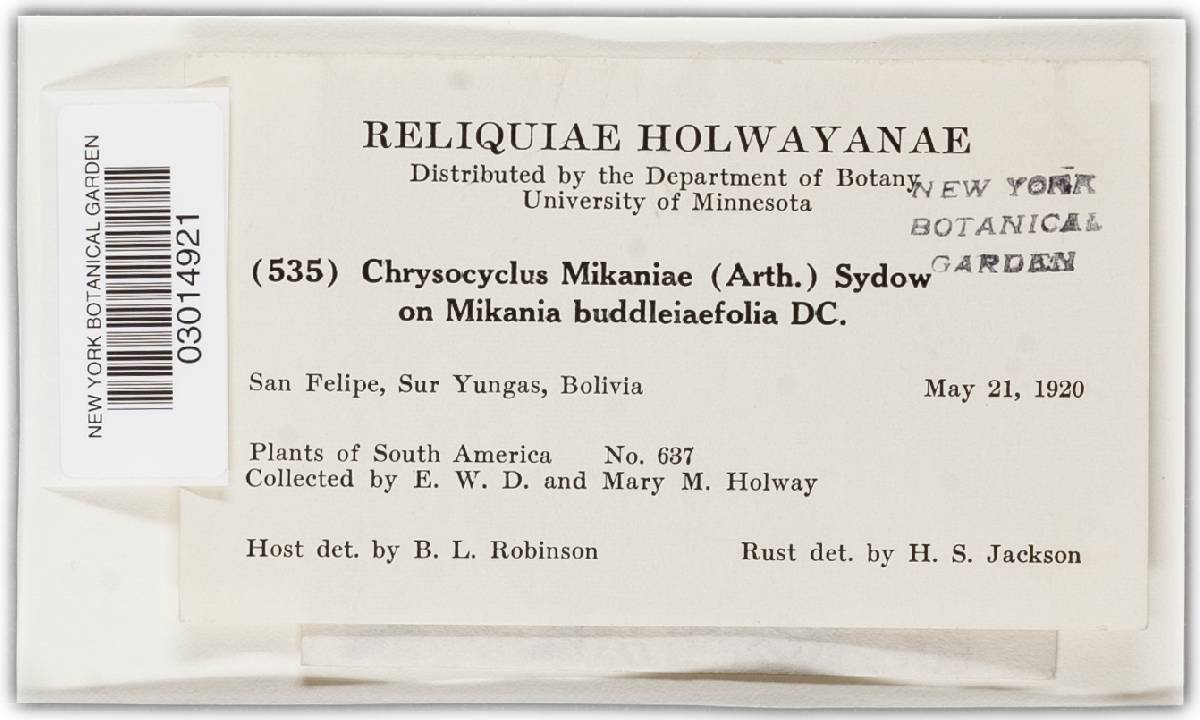 NEW YORK BOTANICAL GARDEN
03014921
RELIQUIAE HOLWAYANAE
Distributed by the Department of Botany
University of Minnesota
NEW YORK
BOTANICAL
GARDEN
(535) Chrysocyclus Mikaniae (Arth.) Sydow
on Mikania buddleiaefolia DC.
San Felipe, Sur Yungas, Bolivia May 21, 1920
Plants of South America No. 637
Collected by E. W. D. and Mary M. Holway
Host det. by B. L. Robinson Rust det. by H. S. Jackson